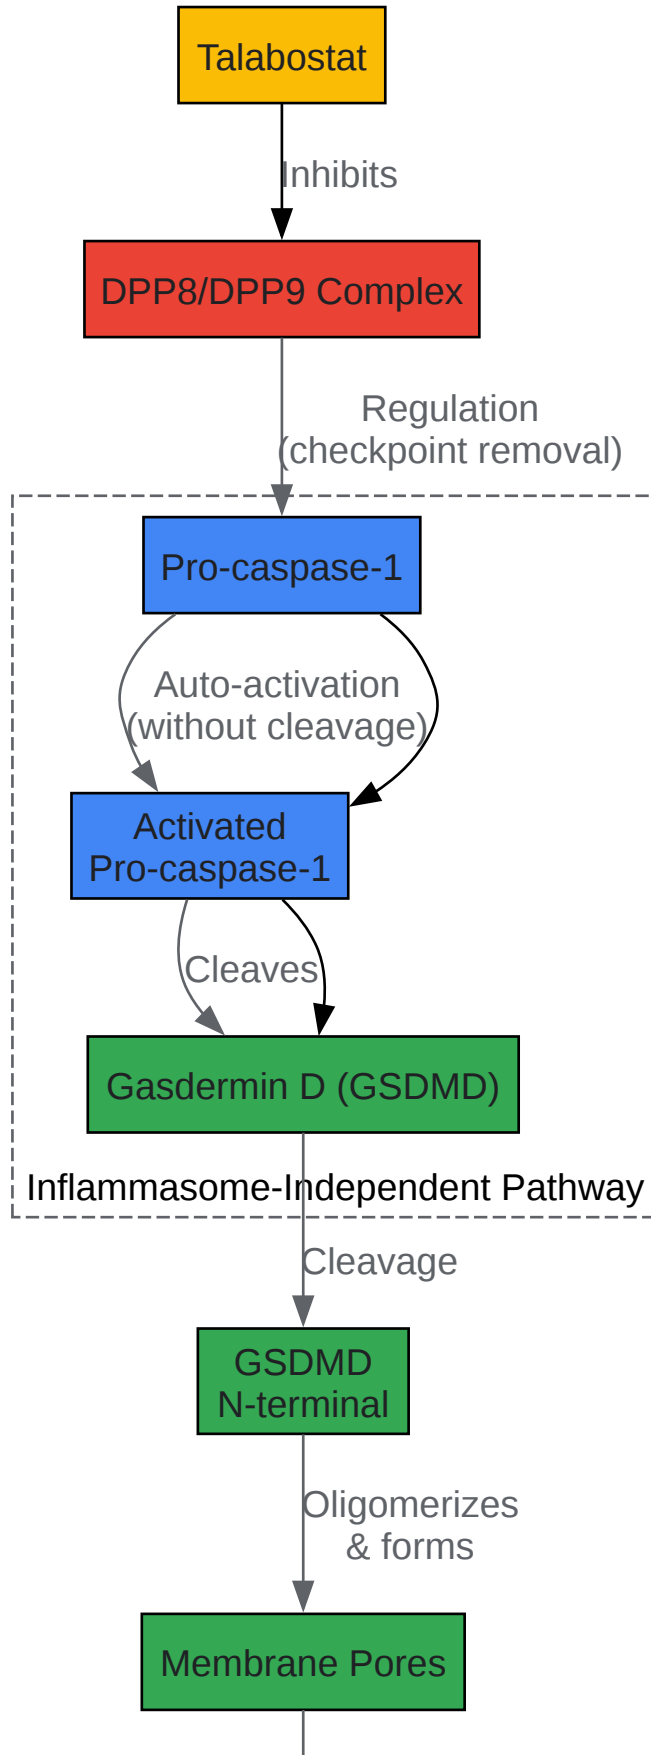 Talabostat
Inhibits
DPP8/DPP9 Complex
Regulation
(checkpoint removal)
Pro-caspase-1
Auto-activation
(without cleavage)
Activated
Pro-caspase-1
Cleaves
Gasdermin D (GSDMD)
Inflammasome-Independent Pathway
Cleavage
GSDMD
N-terminal
Oligomerizes
& forms
Membrane Pores